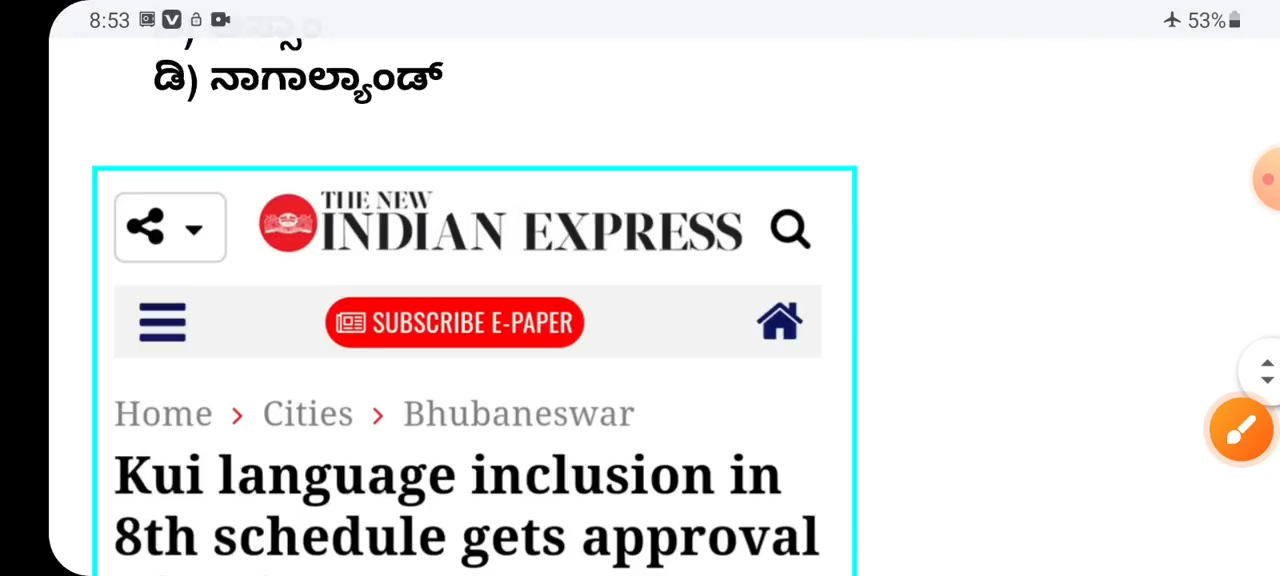 8:53
53%
ಡಿ) ನಾಗಾಲ್ಯಾಂಡ್
THE NEW
INDIAN EXPRESS
SUBSCRIBE E-PAPER
Home > Cities > Bhubaneswar
Kui language inclusion in
8th schedule gets approval